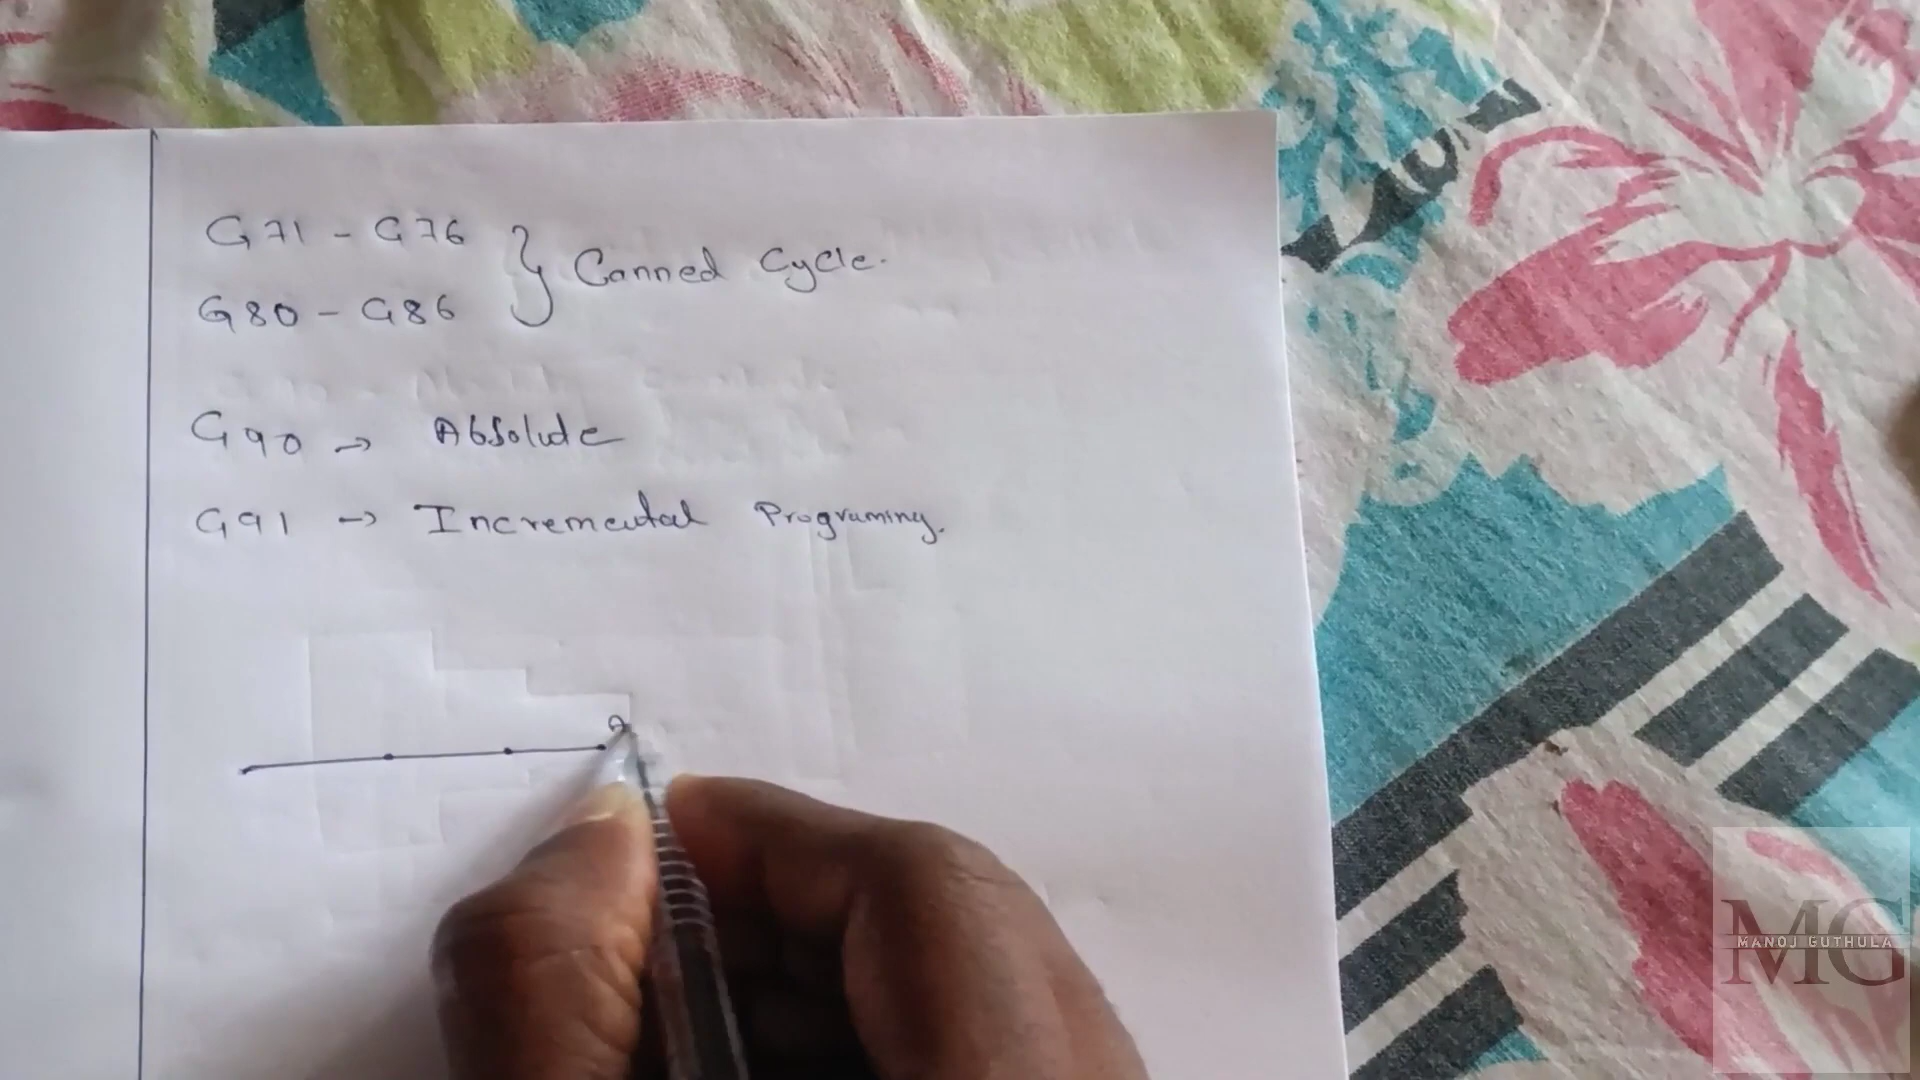 G71 - G76
G80 - G86
} Canned Cycle.
G90 → Absolute
G91 → Incremental Programing.
MG
MANOJ GUTHULA